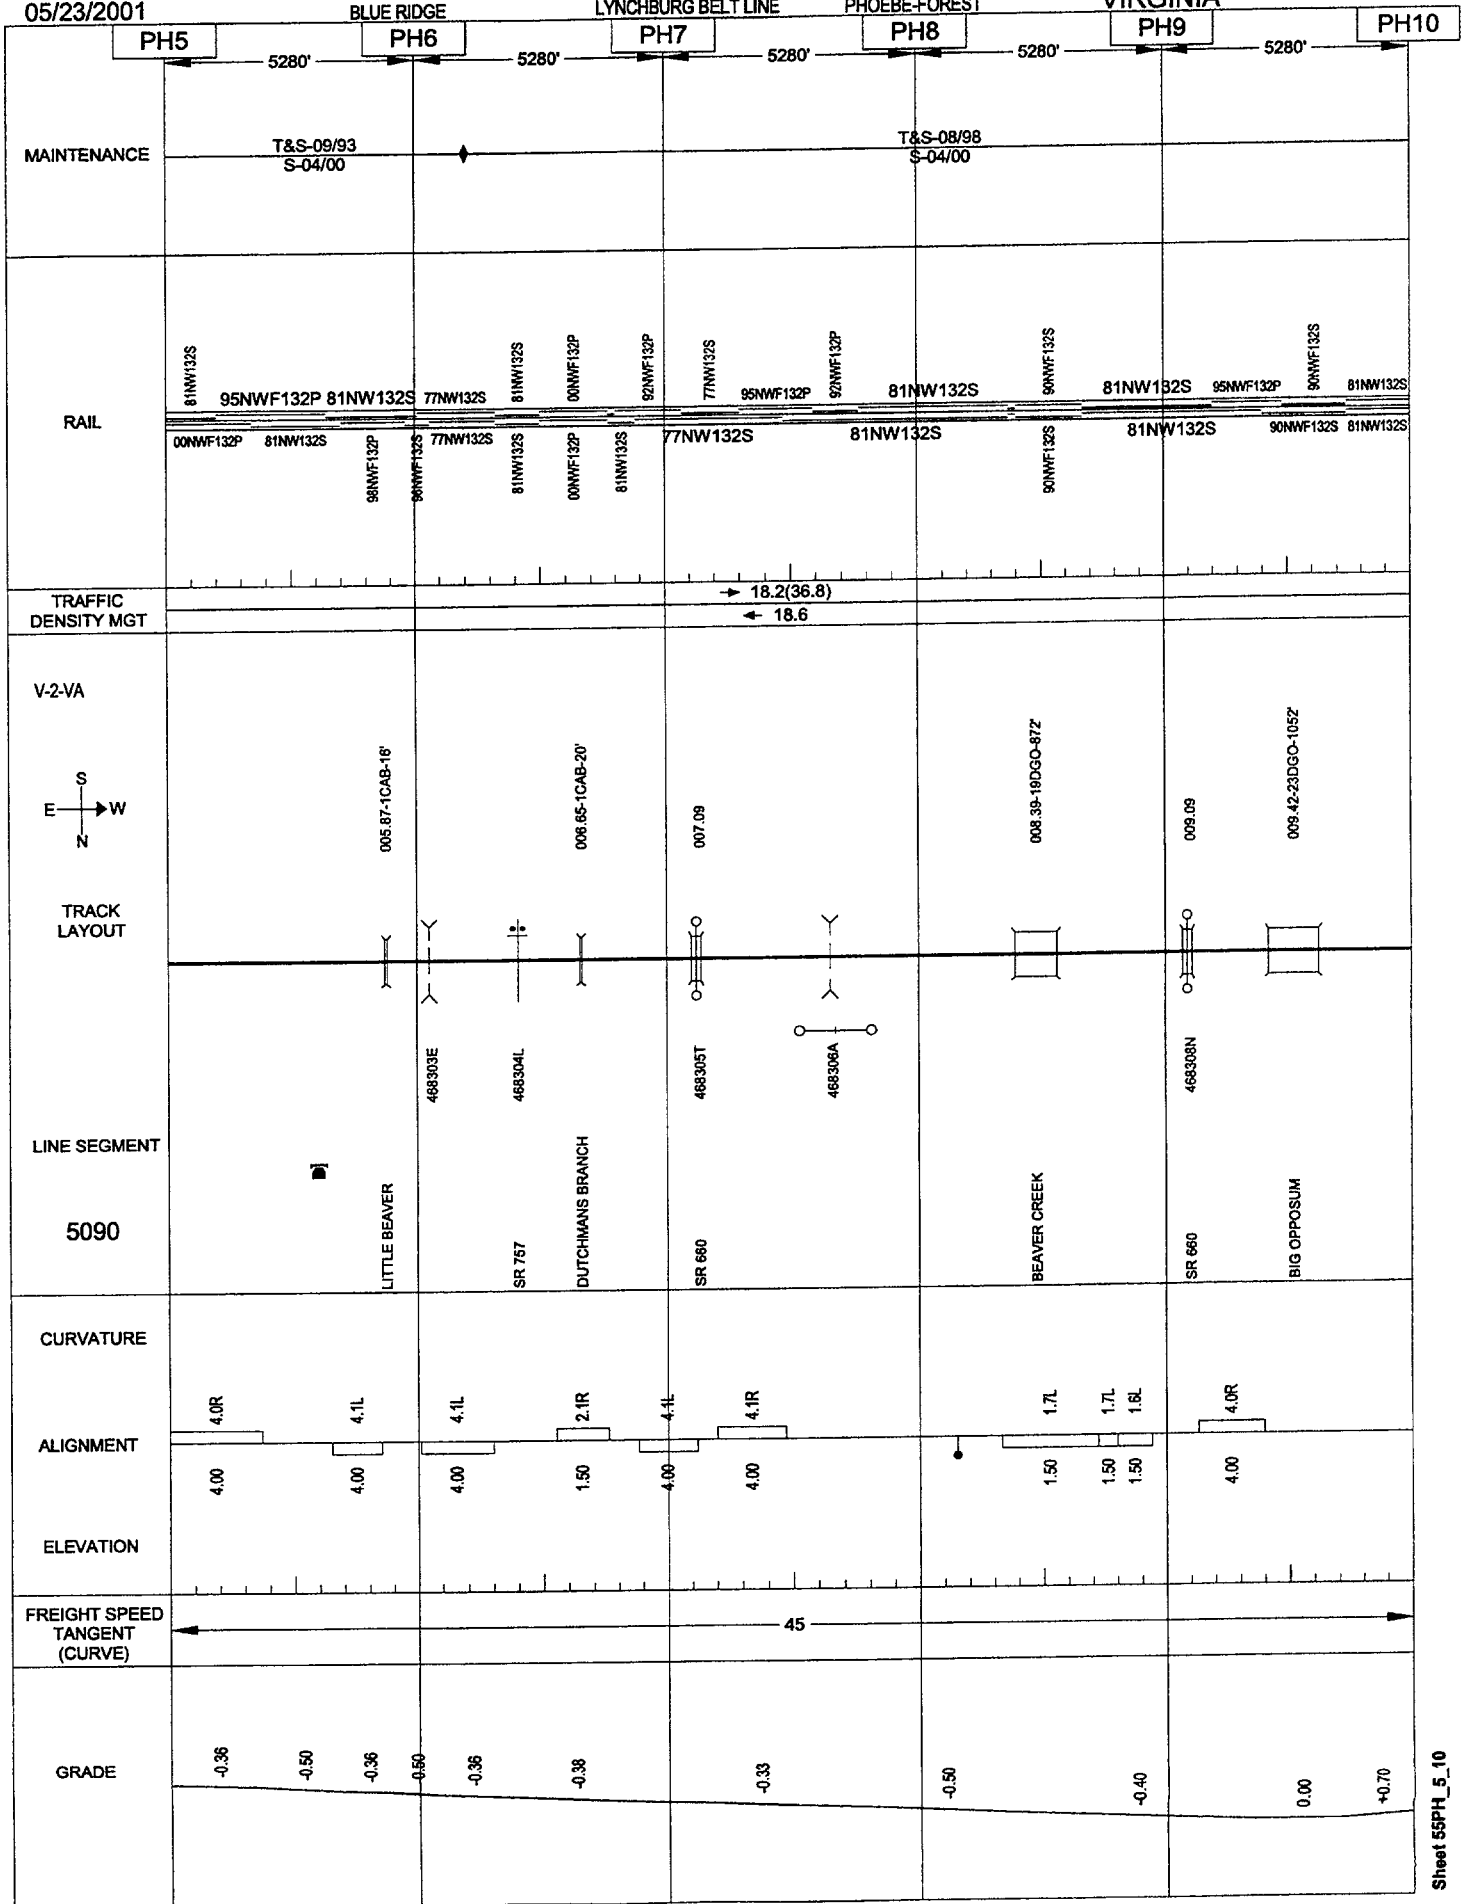 05/23/2001 BLUE RIDGE LYNCHBURG BELT LINE PHOEBE-FOREST VIRGINIA
PH5 PH6 PH7 PH8 PH9 PH10
5280' 5280' 5280' 5280' 5280'
MAINTENANCE
T&S-09/93
S-04/00
T&S-08/98
S-04/00
81NW132S 81NW132S 00NWF132P 92NWF132P 77NW132S 92NWF132P 90NWF132S 90NWF132S
95NWF132P 81NW132S 77NW132S 95NWF132P 81NW132S 81NW132S 95NWF132P 81NW132S
RAIL
00NWF132P 81NW132S 77NW132S 77NW132S 81NW132S 81NW132S 90NWF132S 81NW132S
98NWF132P 98NWF132S 81NW132S 00NWF132P 81NW132S 90NWF132S
TRAFFIC
DENSITY MGT
18.2(36.8)
18.6
V-2-VA
S
E W
N
005.87-1CAB-16' 006.65-1CAB-20' 007.09 008.39-19DGO-872' 009.09 009.42-23DGO-1052'
TRACK
LAYOUT
468303E 468304L 468305T 468306A 468308N
LINE SEGMENT
5090
LITTLE BEAVER SR 757 DUTCHMANS BRANCH SR 660 BEAVER CREEK SR 660 BIG OPPOSUM
CURVATURE
4.0R 4.1L 4.1L 2.1R 4.1L 4.1R 1.7L 1.7L 1.6L 4.0R
ALIGNMENT
4.00 4.00 4.00 1.50 4.00 4.00 1.50 1.50 1.50 4.00
ELEVATION
FREIGHT SPEED
TANGENT
(CURVE)
45
GRADE
-0.36 -0.50 -0.36 -0.50 -0.36 -0.38 -0.33 -0.50 -0.40 0.00 +0.70
Sheet 55PH_5_10